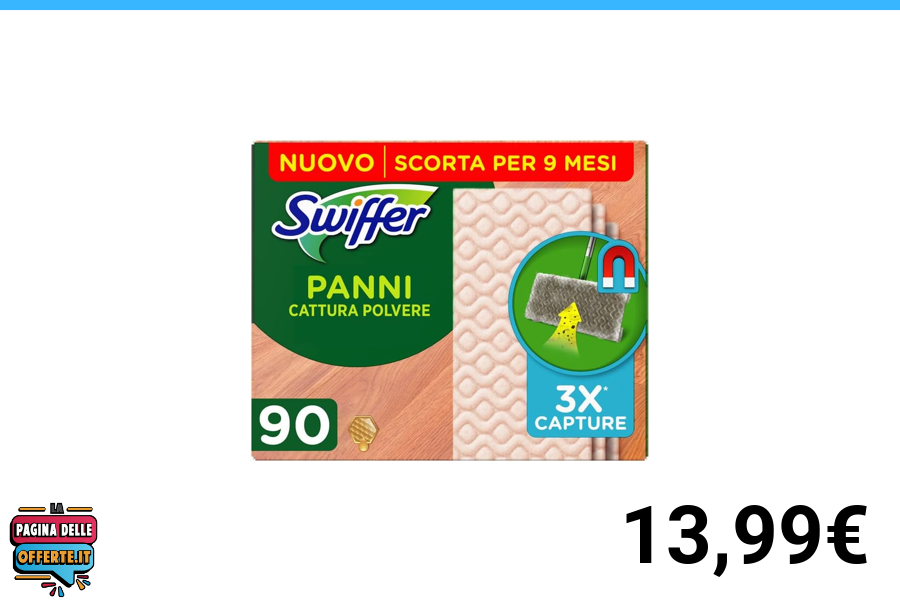 NUOVO | SCORTA PER 9 MESI
Swiffer
PANNI
CATTURA POLVERE
3X*
CAPTURE
90
LA
PAGINA DELLE
OFFERTE.IT
13,99€